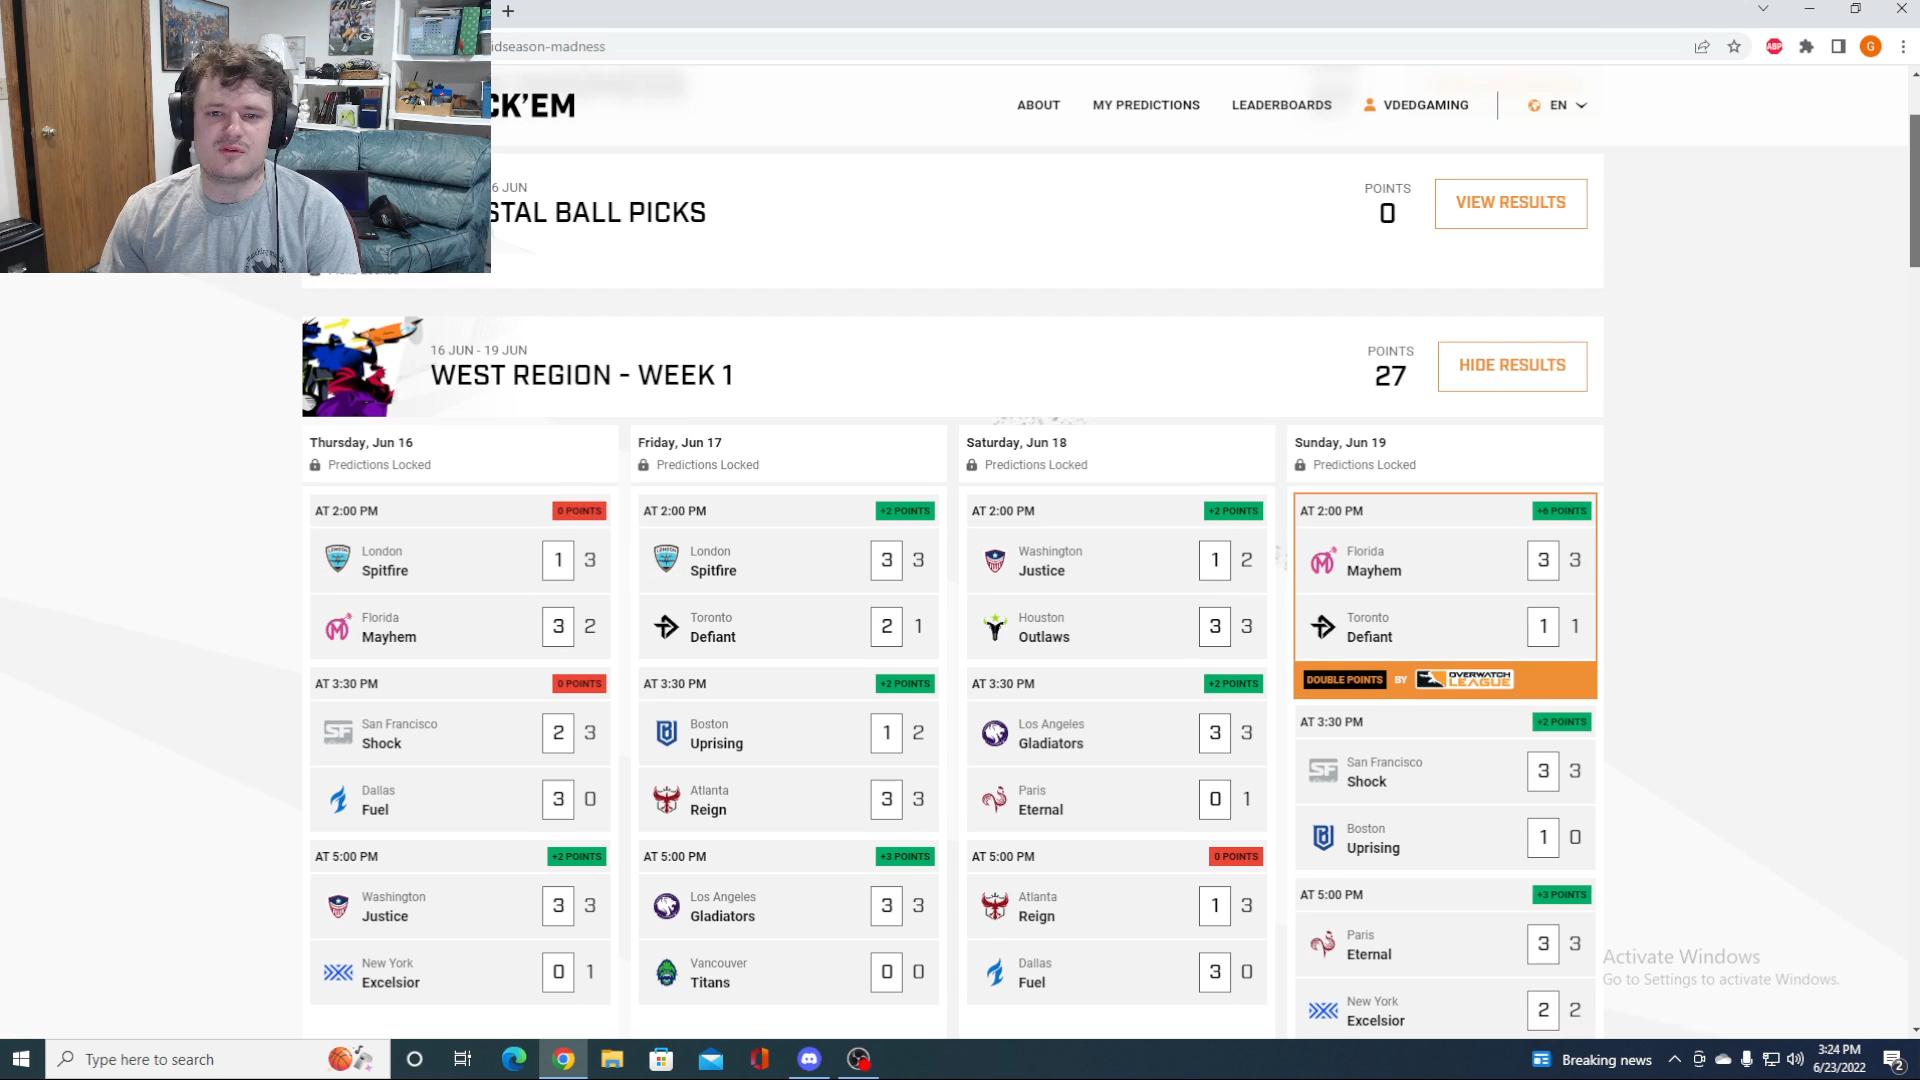 idseason-madness
ABP
G
CK'EM
ABOUT
MY PREDICTIONS
LEADERBOARDS
VDEDGAMING
EN
6 JUN
STAL BALL PICKS
POINTS
0
VIEW RESULTS
16 JUN - 19 JUN
WEST REGION - WEEK 1
POINTS
27
HIDE RESULTS
Thursday, Jun 16
Predictions Locked
AT 2:00 PM
0 POINTS
London
Spitfire
1 3
Florida
Mayhem
3 2
AT 3:30 PM
0 POINTS
San Francisco
Shock
2 3
Dallas
Fuel
3 0
AT 5:00 PM
+2 POINTS
Washington
Justice
3 3
New York
Excelsior
0 1
Friday, Jun 17
Predictions Locked
AT 2:00 PM
+2 POINTS
London
Spitfire
3 3
Toronto
Defiant
2 1
AT 3:30 PM
+2 POINTS
Boston
Uprising
1 2
Atlanta
Reign
3 3
AT 5:00 PM
+3 POINTS
Los Angeles
Gladiators
3 3
Vancouver
Titans
0 0
Saturday, Jun 18
Predictions Locked
AT 2:00 PM
+2 POINTS
Washington
Justice
1 2
Houston
Outlaws
3 3
AT 3:30 PM
+2 POINTS
Los Angeles
Gladiators
3 3
Paris
Eternal
0 1
AT 5:00 PM
0 POINTS
Atlanta
Reign
1 3
Dallas
Fuel
3 0
Sunday, Jun 19
Predictions Locked
AT 2:00 PM
+6 POINTS
Florida
Mayhem
3 3
Toronto
Defiant
1 1
DOUBLE POINTS BY OVERWATCH LEAGUE
AT 3:30 PM
+2 POINTS
San Francisco
Shock
3 3
Boston
Uprising
1 0
AT 5:00 PM
+3 POINTS
Paris
Eternal
3 3
New York
Excelsior
2 2
Activate Windows
Go to Settings to activate Windows.
Type here to search
Breaking news
3:24 PM
6/23/2022
2